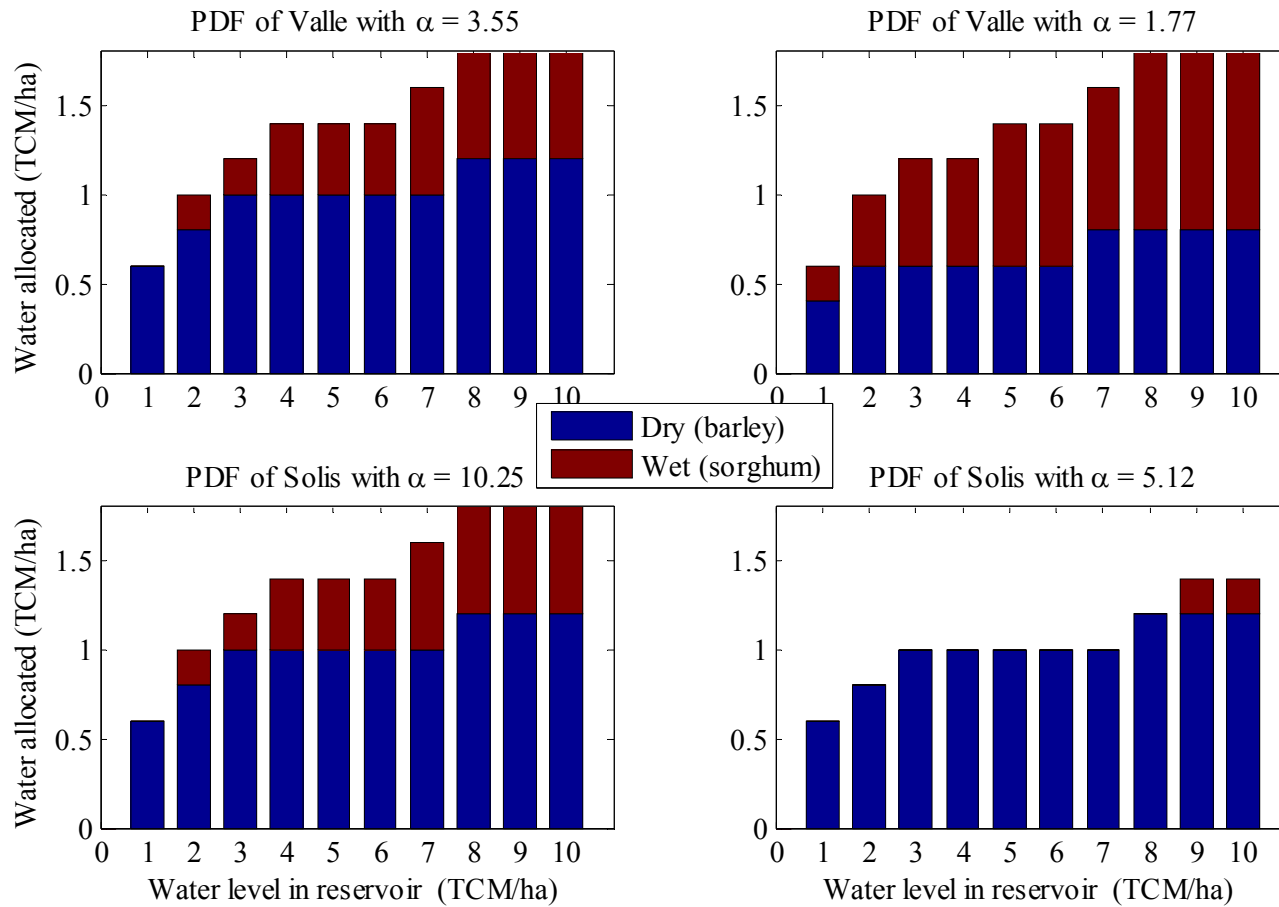 PDF of Valle with α = 3.55
Water allocated (TCM/ha)
1.5
1
0.5
0
0 1 2 3 4 5 6 7 8 9 10
PDF of Valle with α = 1.77
1.5
1
0.5
0
0 1 2 3 4 5 6 7 8 9 10
Dry (barley)
Wet (sorghum)
PDF of Solis with α = 10.25
Water allocated (TCM/ha)
1.5
1
0.5
0
0 1 2 3 4 5 6 7 8 9 10
Water level in reservoir (TCM/ha)
PDF of Solis with α = 5.12
1.5
1
0.5
0
0 1 2 3 4 5 6 7 8 9 10
Water level in reservoir (TCM/ha)